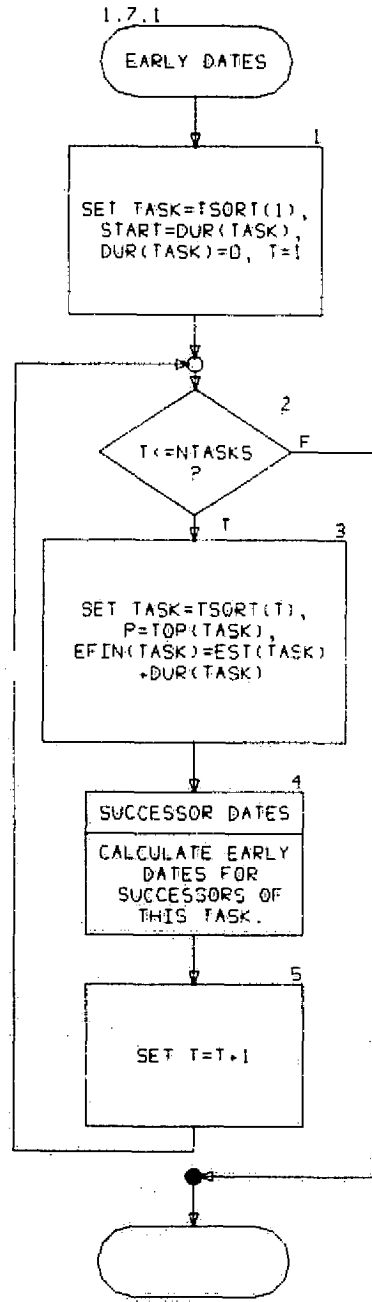 1.7.1
EARLY DATES
1
SET TASK=TSORT(1),
START=DUR(TASK),
DUR(TASK)=0, T=1
2
T<=NTASKS
?
F
T
3
SET TASK=TSORT(T),
P=TOP(TASK),
EFIN(TASK)=EST(TASK)
+DUR(TASK)
4
SUCCESSOR DATES
CALCULATE EARLY
DATES FOR
SUCCESSORS OF
THIS TASK.
5
SET T=T+1